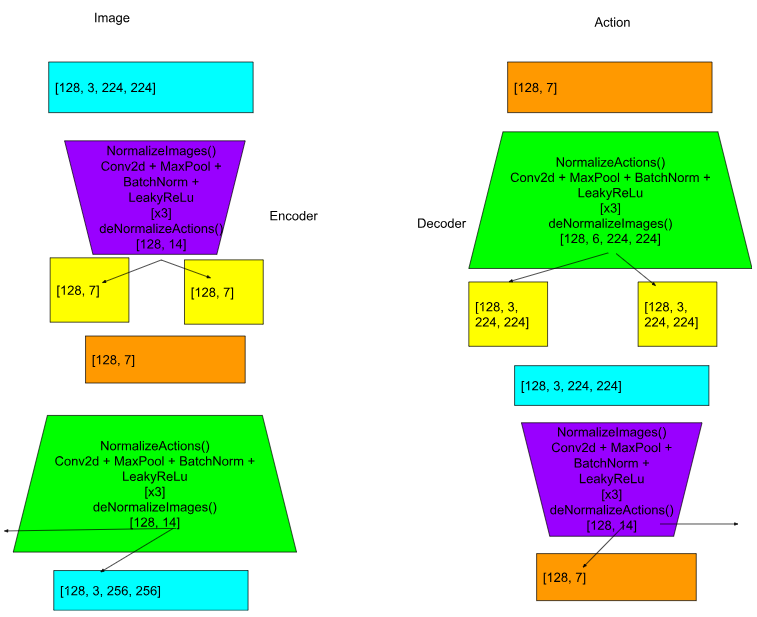 Image
[128, 3, 224, 224]
NormalizeImages()
Conv2d + MaxPool +
BatchNorm +
LeakyReLu
[x3]
deNormalizeActions()
[128, 14]
Encoder
[128, 7]
[128, 7]
[128, 7]
NormalizeActions()
Conv2d + MaxPool + BatchNorm +
LeakyReLu
[x3]
deNormalizeImages()
[128, 14]
[128, 3, 256, 256]
Action
[128, 7]
NormalizeActions()
Conv2d + MaxPool + BatchNorm +
LeakyReLu
[x3]
deNormalizeImages()
[128, 6, 224, 224]
Decoder
[128, 3,
224, 224]
[128, 3,
224, 224]
[128, 3, 224, 224]
NormalizeImages()
Conv2d + MaxPool +
BatchNorm +
LeakyReLu
[x3]
deNormalizeActions()
[128, 14]
[128, 7]